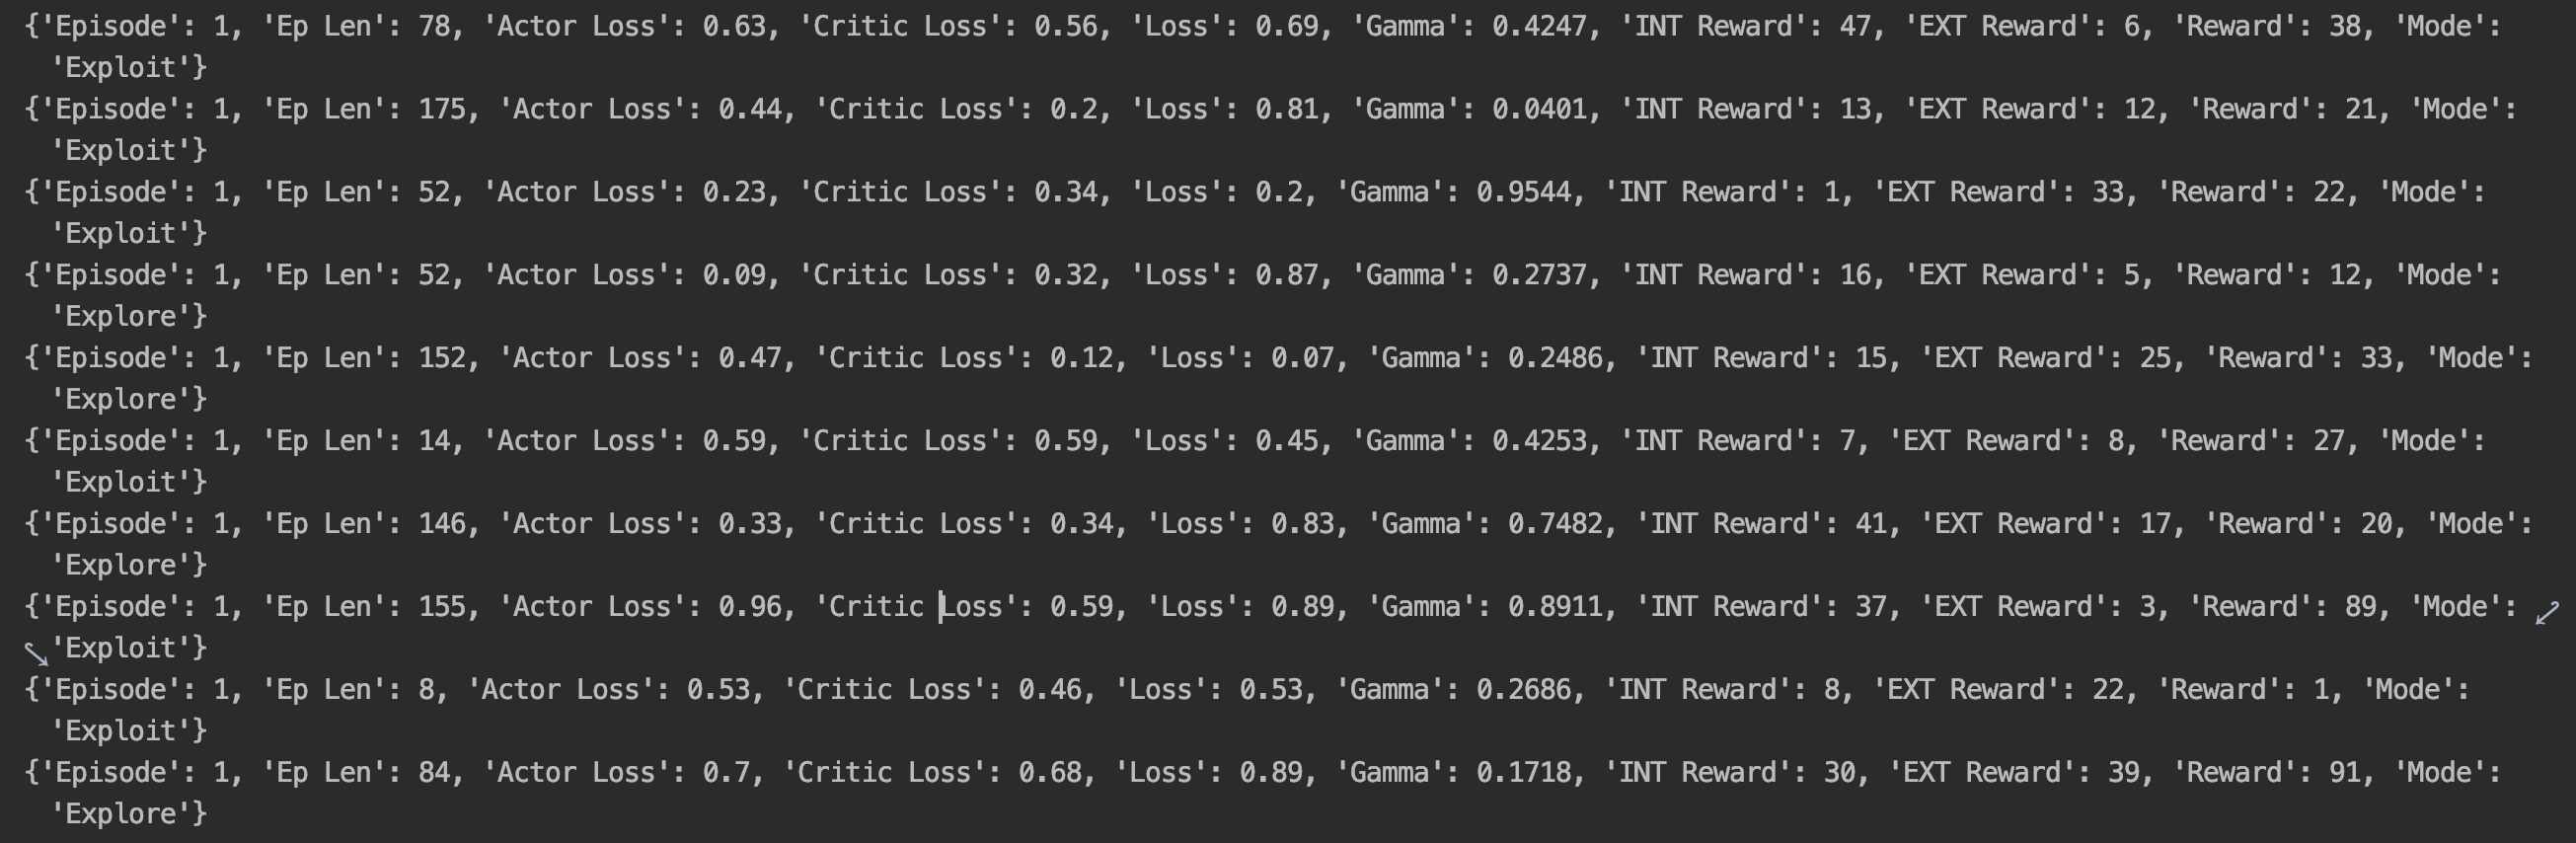 {'Episode': 1, 'Ep Len': 78, 'Actor Loss': 0.63, 'Critic Loss': 0.56, 'Loss': 0.69, 'Gamma': 0.4247, 'INT Reward': 47, 'EXT Reward': 6, 'Reward': 38, 'Mode':
'Exploit'}
{'Episode': 1, 'Ep Len': 175, 'Actor Loss': 0.44, 'Critic Loss': 0.2, 'Loss': 0.81, 'Gamma': 0.0401, 'INT Reward': 13, 'EXT Reward': 12, 'Reward': 21, 'Mode':
'Exploit'}
{'Episode': 1, 'Ep Len': 52, 'Actor Loss': 0.23, 'Critic Loss': 0.34, 'Loss': 0.2, 'Gamma': 0.9544, 'INT Reward': 1, 'EXT Reward': 33, 'Reward': 22, 'Mode':
'Exploit'}
{'Episode': 1, 'Ep Len': 52, 'Actor Loss': 0.09, 'Critic Loss': 0.32, 'Loss': 0.87, 'Gamma': 0.2737, 'INT Reward': 16, 'EXT Reward': 5, 'Reward': 12, 'Mode':
'Explore'}
{'Episode': 1, 'Ep Len': 152, 'Actor Loss': 0.47, 'Critic Loss': 0.12, 'Loss': 0.07, 'Gamma': 0.2486, 'INT Reward': 15, 'EXT Reward': 25, 'Reward': 33, 'Mode':
'Explore'}
{'Episode': 1, 'Ep Len': 14, 'Actor Loss': 0.59, 'Critic Loss': 0.59, 'Loss': 0.45, 'Gamma': 0.4253, 'INT Reward': 7, 'EXT Reward': 8, 'Reward': 27, 'Mode':
'Exploit'}
{'Episode': 1, 'Ep Len': 146, 'Actor Loss': 0.33, 'Critic Loss': 0.34, 'Loss': 0.83, 'Gamma': 0.7482, 'INT Reward': 41, 'EXT Reward': 17, 'Reward': 20, 'Mode':
'Explore'}
{'Episode': 1, 'Ep Len': 155, 'Actor Loss': 0.96, 'Critic Loss': 0.59, 'Loss': 0.89, 'Gamma': 0.8911, 'INT Reward': 37, 'EXT Reward': 3, 'Reward': 89, 'Mode':
'Exploit'}
{'Episode': 1, 'Ep Len': 8, 'Actor Loss': 0.53, 'Critic Loss': 0.46, 'Loss': 0.53, 'Gamma': 0.2686, 'INT Reward': 8, 'EXT Reward': 22, 'Reward': 1, 'Mode':
'Exploit'}
{'Episode': 1, 'Ep Len': 84, 'Actor Loss': 0.7, 'Critic Loss': 0.68, 'Loss': 0.89, 'Gamma': 0.1718, 'INT Reward': 30, 'EXT Reward': 39, 'Reward': 91, 'Mode':
'Explore'}